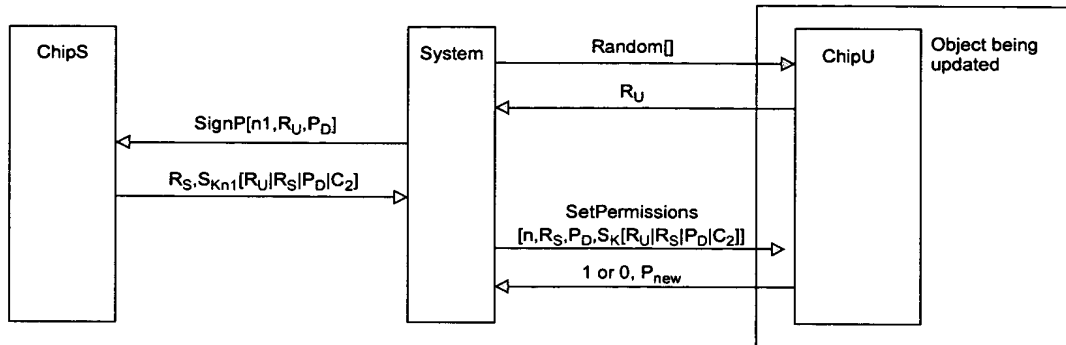 ChipS
System
ChipU
Object being
updated
Random[]
R_U
SignP[n1,R_U,P_D]
R_S,S_Kn1[R_U|R_S|P_D|C_2]
SetPermissions
[n,R_S,P_D,S_K[R_U|R_S|P_D|C_2]]
1 or 0, P_new